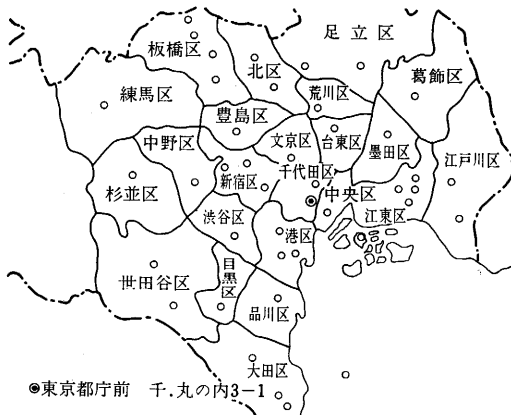 足立区
板橋区
北区
葛飾区
練馬区
荒川区
豊島区
文京区
台東区
墨田区
中野区
江戸川区
新宿区
千代田区
杉並区
中央区
江東区
渋谷区
港区
目黒区
世田谷区
品川区
大田区
◉東京都庁前 千.丸の内3−1